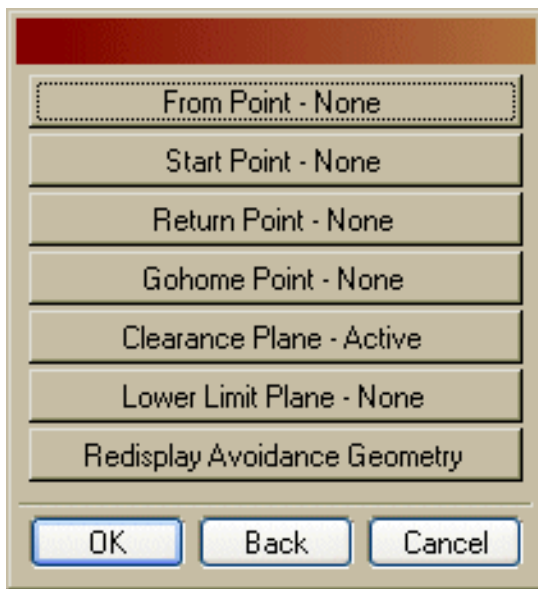 From Point - None
Start Point - None
Return Point - None
Gohome Point - None
Clearance Plane - Active
Lower Limit Plane - None
Redisplay Avoidance Geometry
OK Back Cancel